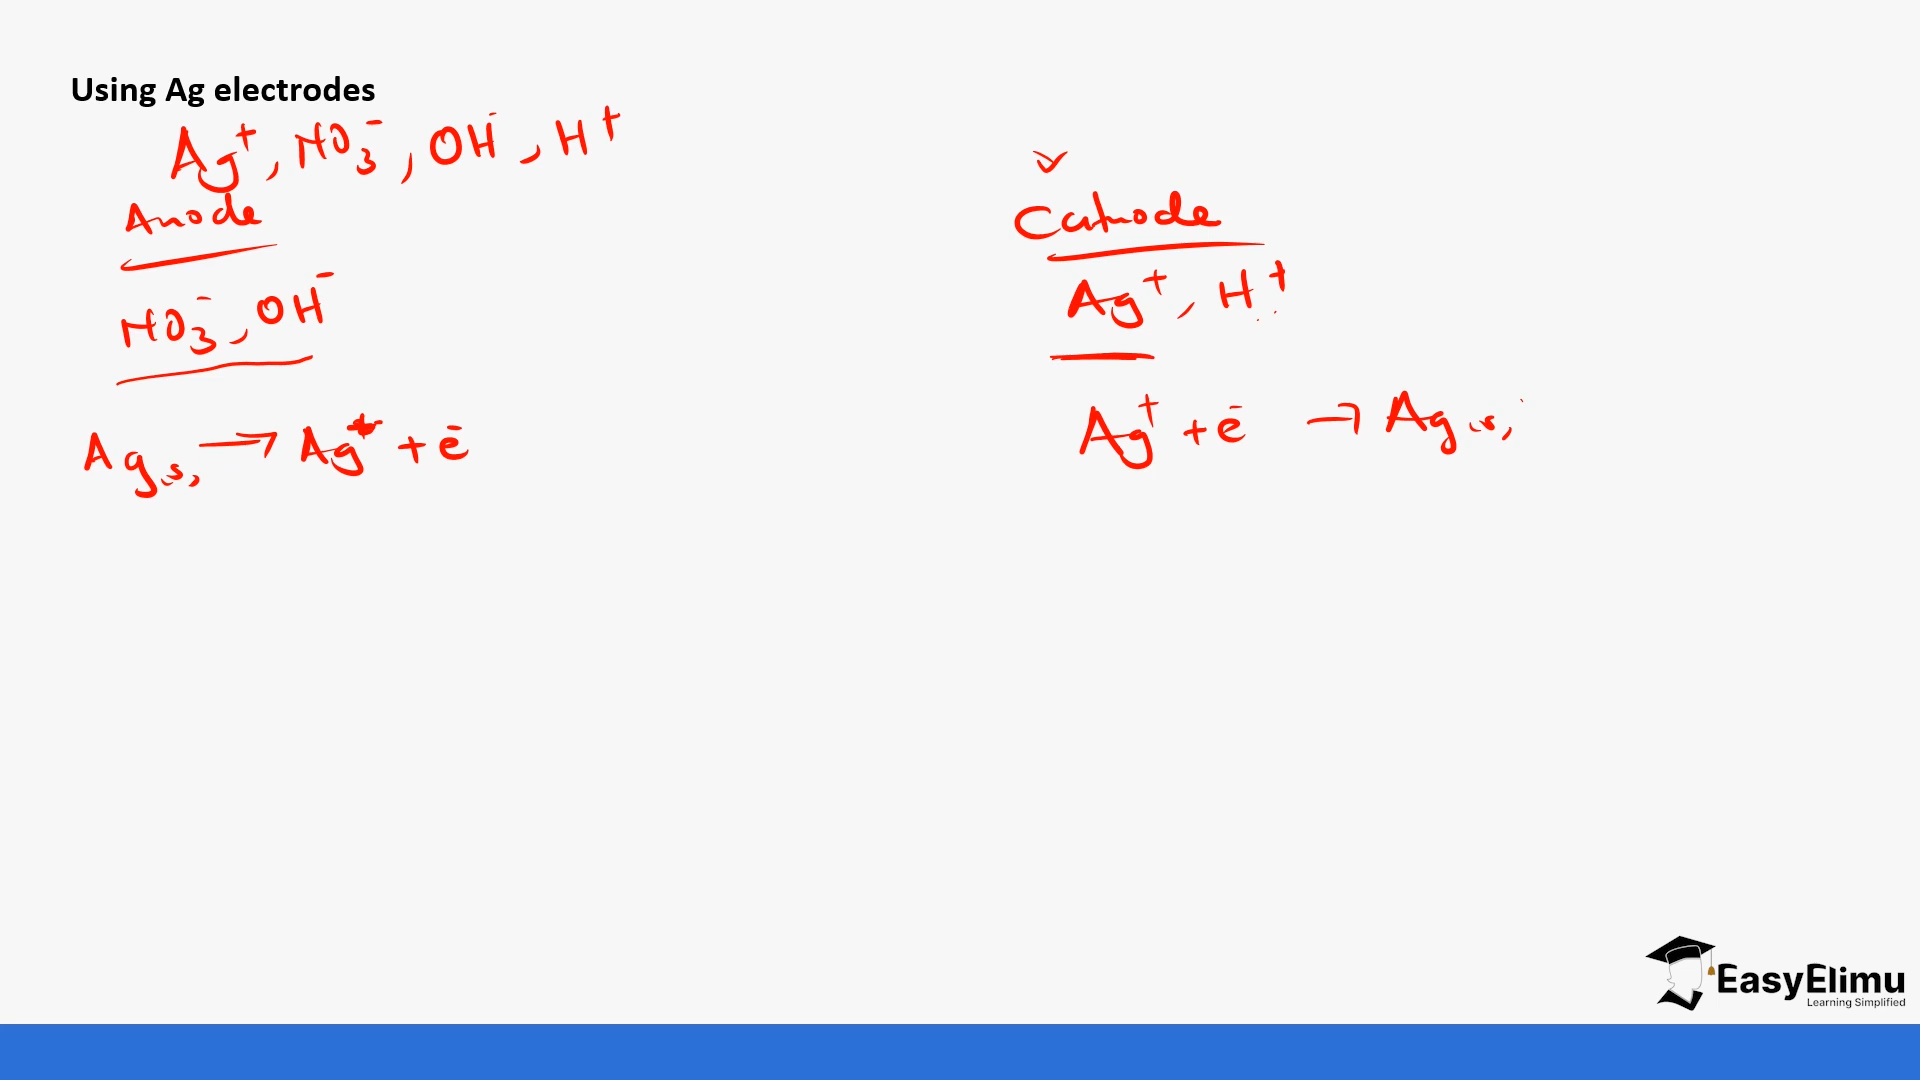 Using Ag electrodes
Ag⁺, NO₃⁻, OH⁻, H⁺
Anode
NO₃⁻, OH⁻
Ag(s) → Ag⁺ + e⁻
Cathode
Ag⁺, H⁺
Ag⁺ + e⁻ → Ag(s)
EasyElimu
Learning Simplified